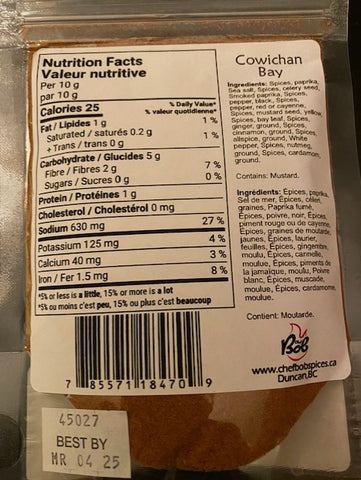 Nutrition Facts
Valeur nutritive
Per 10 g
par 10 g
Calories 25
% Daily Value*
% valeur quotidienne*
Fat / Lipides 1 g 1 %
Saturated / saturés 0.2 g 1 %
+ Trans / trans 0 g
Carbohydrate / Glucides 5 g
Fibre / Fibres 2 g 7 %
Sugars / Sucres 0 g 0 %
Protein / Protéines 1 g
Cholesterol / Cholestérol 0 mg
Sodium 630 mg 27 %
Potassium 125 mg 4 %
Calcium 40 mg 3 %
Iron / Fer 1.5 mg 8 %
*5% or less is a little, 15% or more is a lot
*5% ou moins c'est peu, 15% ou plus c'est beaucoup
7 85571 18470 9
Cowichan
Bay
Ingredients: Spices, paprika,
Sea salt, Spices, celery seed,
Smoked paprika, Spices,
pepper, black, Spices,
pepper, red or cayenne,
Spices, mustard seed, yellow
Spices, bay leaf, Spices,
ginger, ground, Spices,
cinnamon, ground, Spices,
allspice, ground, White
pepper, Spices, nutmeg,
ground, Spices, cardamom,
ground.
Contains: Mustard.
Ingrédients: Épices, paprika,
Sel de mer, Épices, céleri,
graines, Paprika fumé,
Épices, poivre, noir, Épices,
piment rouge ou de cayenne,
Épices, graines de moutarde,
jaunes, Épices, laurier,
feuilles, Épices, gingembre,
moulu, Épices, cannelle,
moulue, Épices, piments de
la jamaïque, moulu, Poivre
blanc, Épices, muscade,
moulue, Épices, cardamome,
moulue.
Contient: Moutarde.
Bob
www.chefbobspices.ca
Duncan,BC
45027
BEST BY
MR 04 25